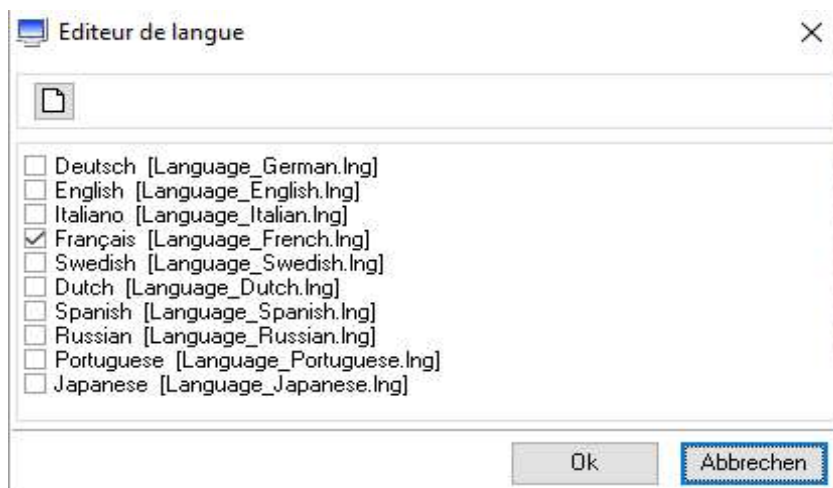 Editeur de langue
Deutsch [Language_German.lng]
English [Language_English.lng]
Italiano [Language_Italian.lng]
Français [Language_French.lng]
Swedish [Language_Swedish.lng]
Dutch [Language_Dutch.lng]
Spanish [Language_Spanish.lng]
Russian [Language_Russian.lng]
Portuguese [Language_Portuguese.lng]
Japanese [Language_Japanese.lng]
Ok Abbrechen